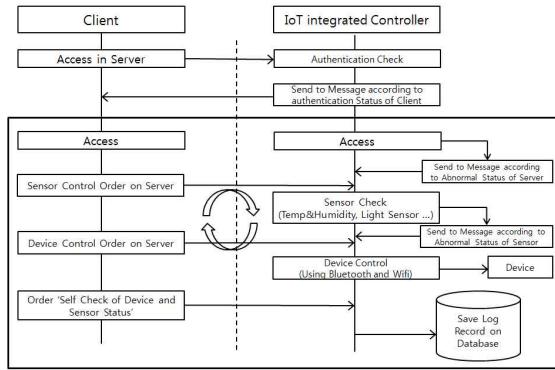 Client
IoT integrated Controller
Access in Server
Authentication Check
Send to Message according to
authentication Status of Client
Access
Access
Send to Message according
to Abnormal Status of Server
Sensor Control Order on Server
Sensor Check
(Temp&Humidity, Light Sensor ...)
Send to Message according to
Abnormal Status of Sensor
Device Control Order on Server
Device Control
(Using Bluetooth and Wifi)
Device
Order 'Self Check of Device and
Sensor Status'
Save Log
Record on
Database